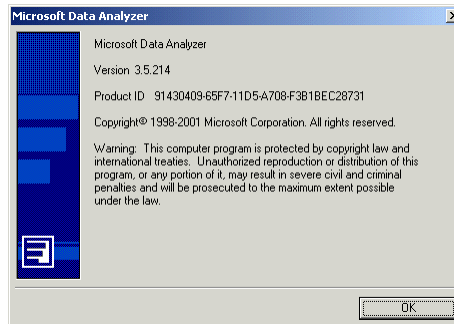 Microsoft Data Analyzer
Microsoft Data Analyzer
Version 3.5.214
Product ID 91430409-65F7-11D5-A708-F3B1BEC28731
Copyright© 1998-2001 Microsoft Corporation. All rights reserved.
Warning: This computer program is protected by copyright law and
international treaties. Unauthorized reproduction or distribution of this
program, or any portion of it, may result in severe civil and criminal
penalties and will be prosecuted to the maximum extent possible
under the law.
OK